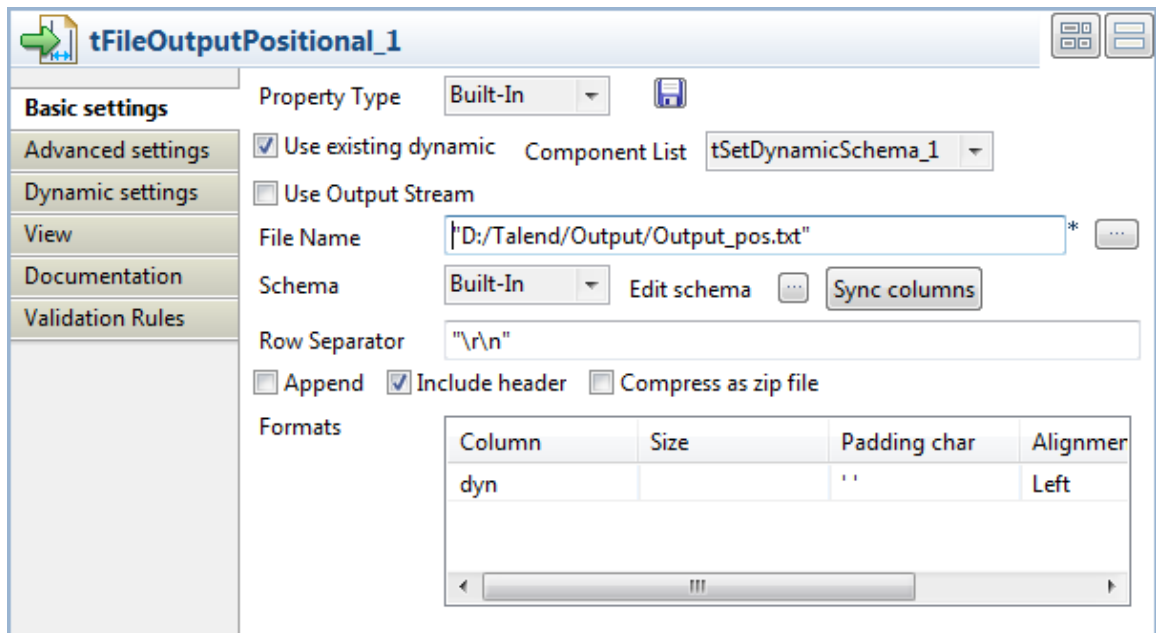 tFileOutputPositional_1
Basic settings
Advanced settings
Dynamic settings
View
Documentation
Validation Rules
Property Type Built-In
Use existing dynamic Component List tSetDynamicSchema_1
Use Output Stream
File Name "D:/Talend/Output/Output_pos.txt" * ...
Schema Built-In Edit schema ... Sync columns
Row Separator "\r\n"
Append Include header Compress as zip file
Formats
Column Size Padding char Alignmen
dyn ' ' Left